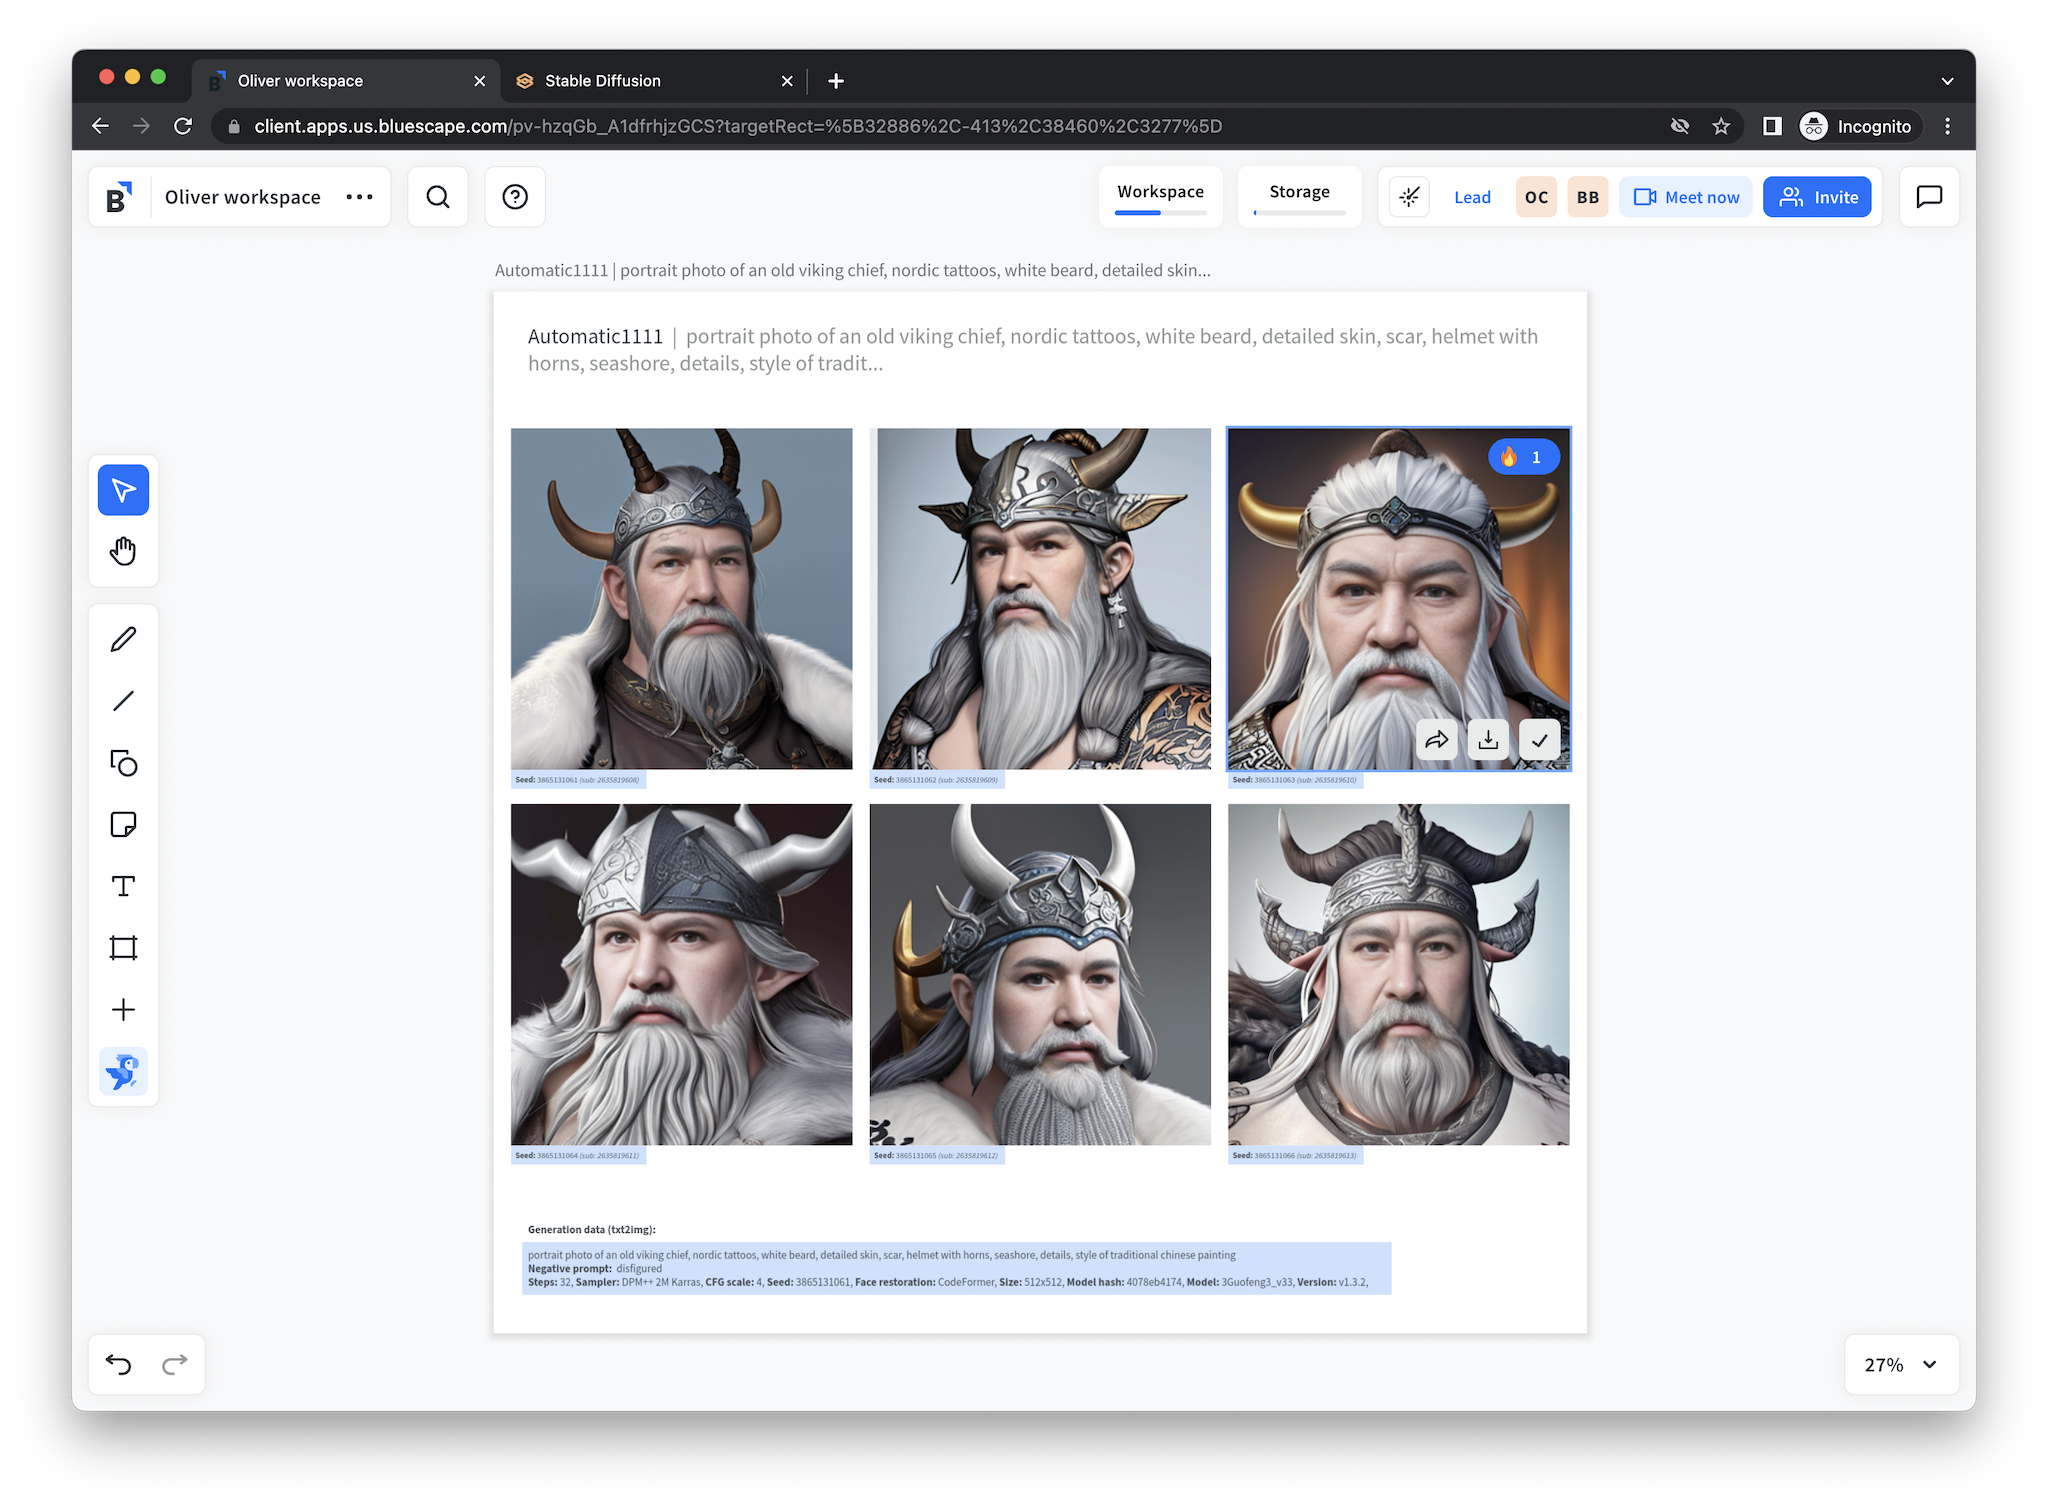 Oliver workspace
Stable Diffusion
client.apps.us.bluescape.com/pv-hzqGb_A1dfrhjzGCS?targetRect=%5B32886%2C-413%2C38460%2C3277%5D
Incognito
B
Oliver workspace
Workspace
Storage
Lead
OC
BB
Meet now
Invite
Automatic1111 | portrait photo of an old viking chief, nordic tattoos, white beard, detailed skin...
Automatic1111 | portrait photo of an old viking chief, nordic tattoos, white beard, detailed skin, scar, helmet with
horns, seashore, details, style of tradit...
1
Seed: 3865131061 (sub: 2635819608)
Seed: 3865131062 (sub: 2635819609)
Seed: 3865131063 (sub: 2635819610)
Seed: 3865131064 (sub: 2635819611)
Seed: 3865131065 (sub: 2635819612)
Seed: 3865131066 (sub: 2635819613)
Generation data (txt2img):
portrait photo of an old viking chief, nordic tattoos, white beard, detailed skin, scar, helmet with horns, seashore, details, style of traditional chinese painting
Negative prompt: disfigured
Steps: 32, Sampler: DPM++ 2M Karras, CFG scale: 4, Seed: 3865131061, Face restoration: CodeFormer, Size: 512x512, Model hash: 4078eb4174, Model: 3Guofeng3_v33, Version: v1.3.2,
27%